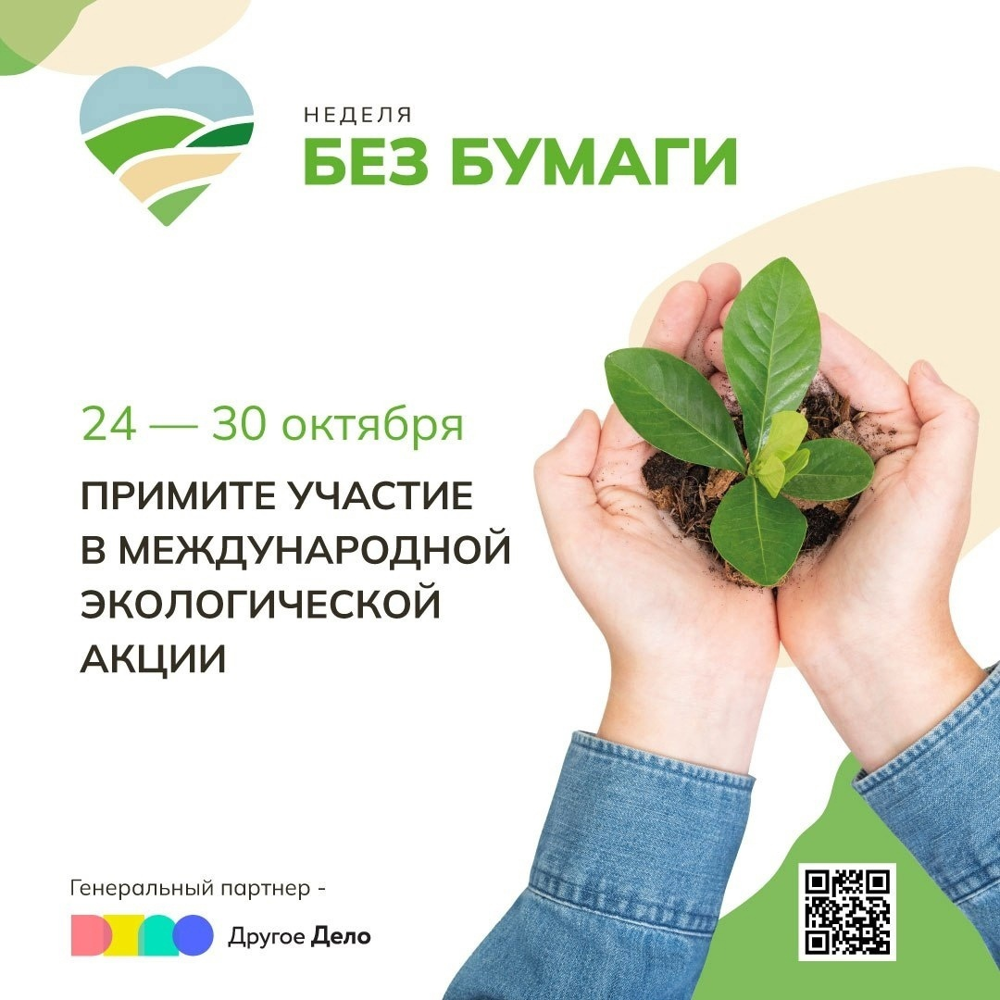 НЕДЕЛЯ
БЕЗ БУМАГИ
24 — 30 октября
ПРИМИТЕ УЧАСТИЕ
В МЕЖДУНАРОДНОЙ
ЭКОЛОГИЧЕСКОЙ
АКЦИИ
Генеральный партнер -
Другое Дело